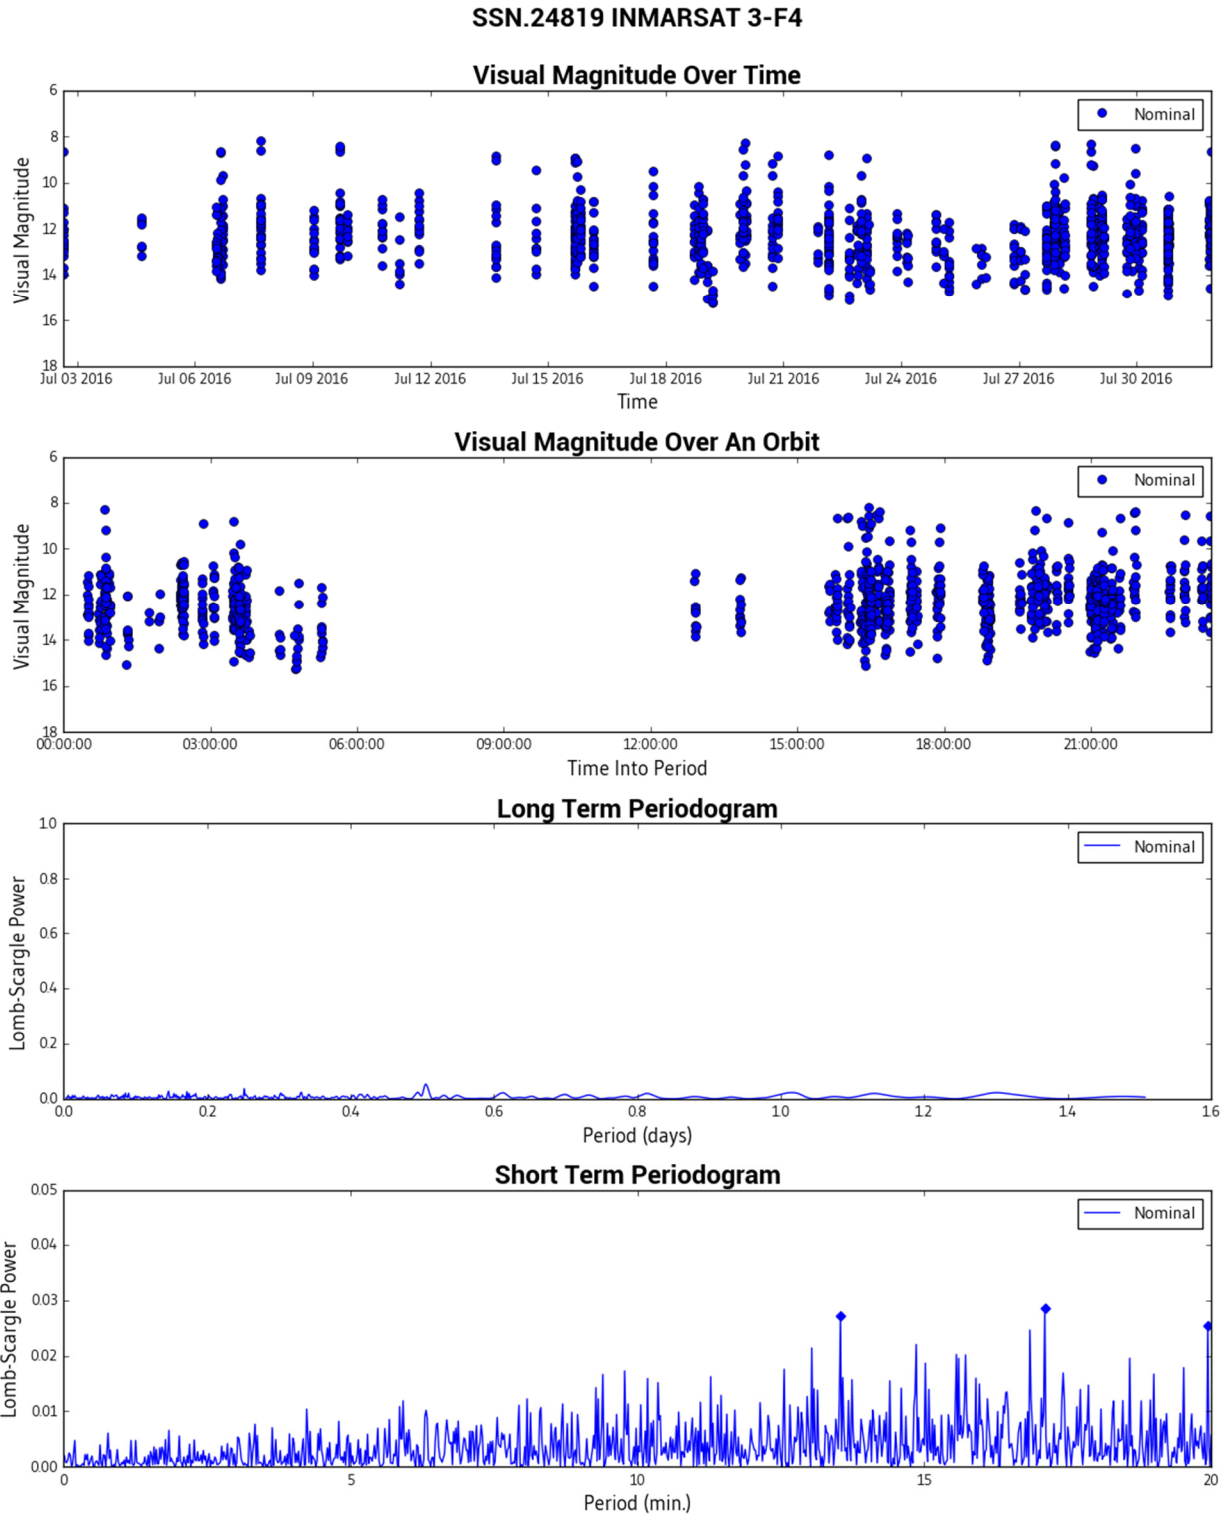 SSN.24819 INMARSAT 3-F4
Visual Magnitude Over Time
Visual Magnitude
6
8
10
12
14
16
18
Nominal
Jul 03 2016 Jul 06 2016 Jul 09 2016 Jul 12 2016 Jul 15 2016 Jul 18 2016 Jul 21 2016 Jul 24 2016 Jul 27 2016 Jul 30 2016
Time
Visual Magnitude Over An Orbit
Visual Magnitude
6
8
10
12
14
16
18
Nominal
00:00:00 03:00:00 06:00:00 09:00:00 12:00:00 15:00:00 18:00:00 21:00:00
Time Into Period
Long Term Periodogram
Lomb-Scargle Power
1.0
0.8
0.6
0.4
0.2
0.0
Nominal
0.0 0.2 0.4 0.6 0.8 1.0 1.2 1.4 1.6
Period (days)
Short Term Periodogram
Lomb-Scargle Power
0.05
0.04
0.03
0.02
0.01
0.00
Nominal
0 5 10 15 20
Period (min.)